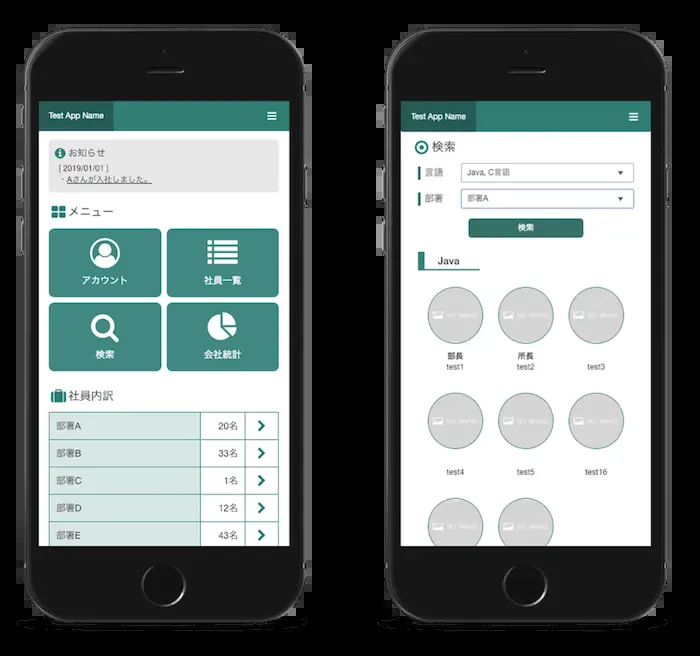 Test App Name
お知らせ
[ 2019/01/01 ]
・Aさんが入社しました。
メニュー
アカウント
社員一覧
検索
会社統計
社員内訳
部署A 20名
部署B 33名
部署C 1名
部署D 12名
部署E 43名
Test App Name
検索
言語 Java, C言語
部署 部署A
検索
Java
NO IMAGE NO IMAGE NO IMAGE
部長 所長
test1 test2 test3
NO IMAGE NO IMAGE NO IMAGE
test4 test5 test16
NO IMAGE NO IMAGE